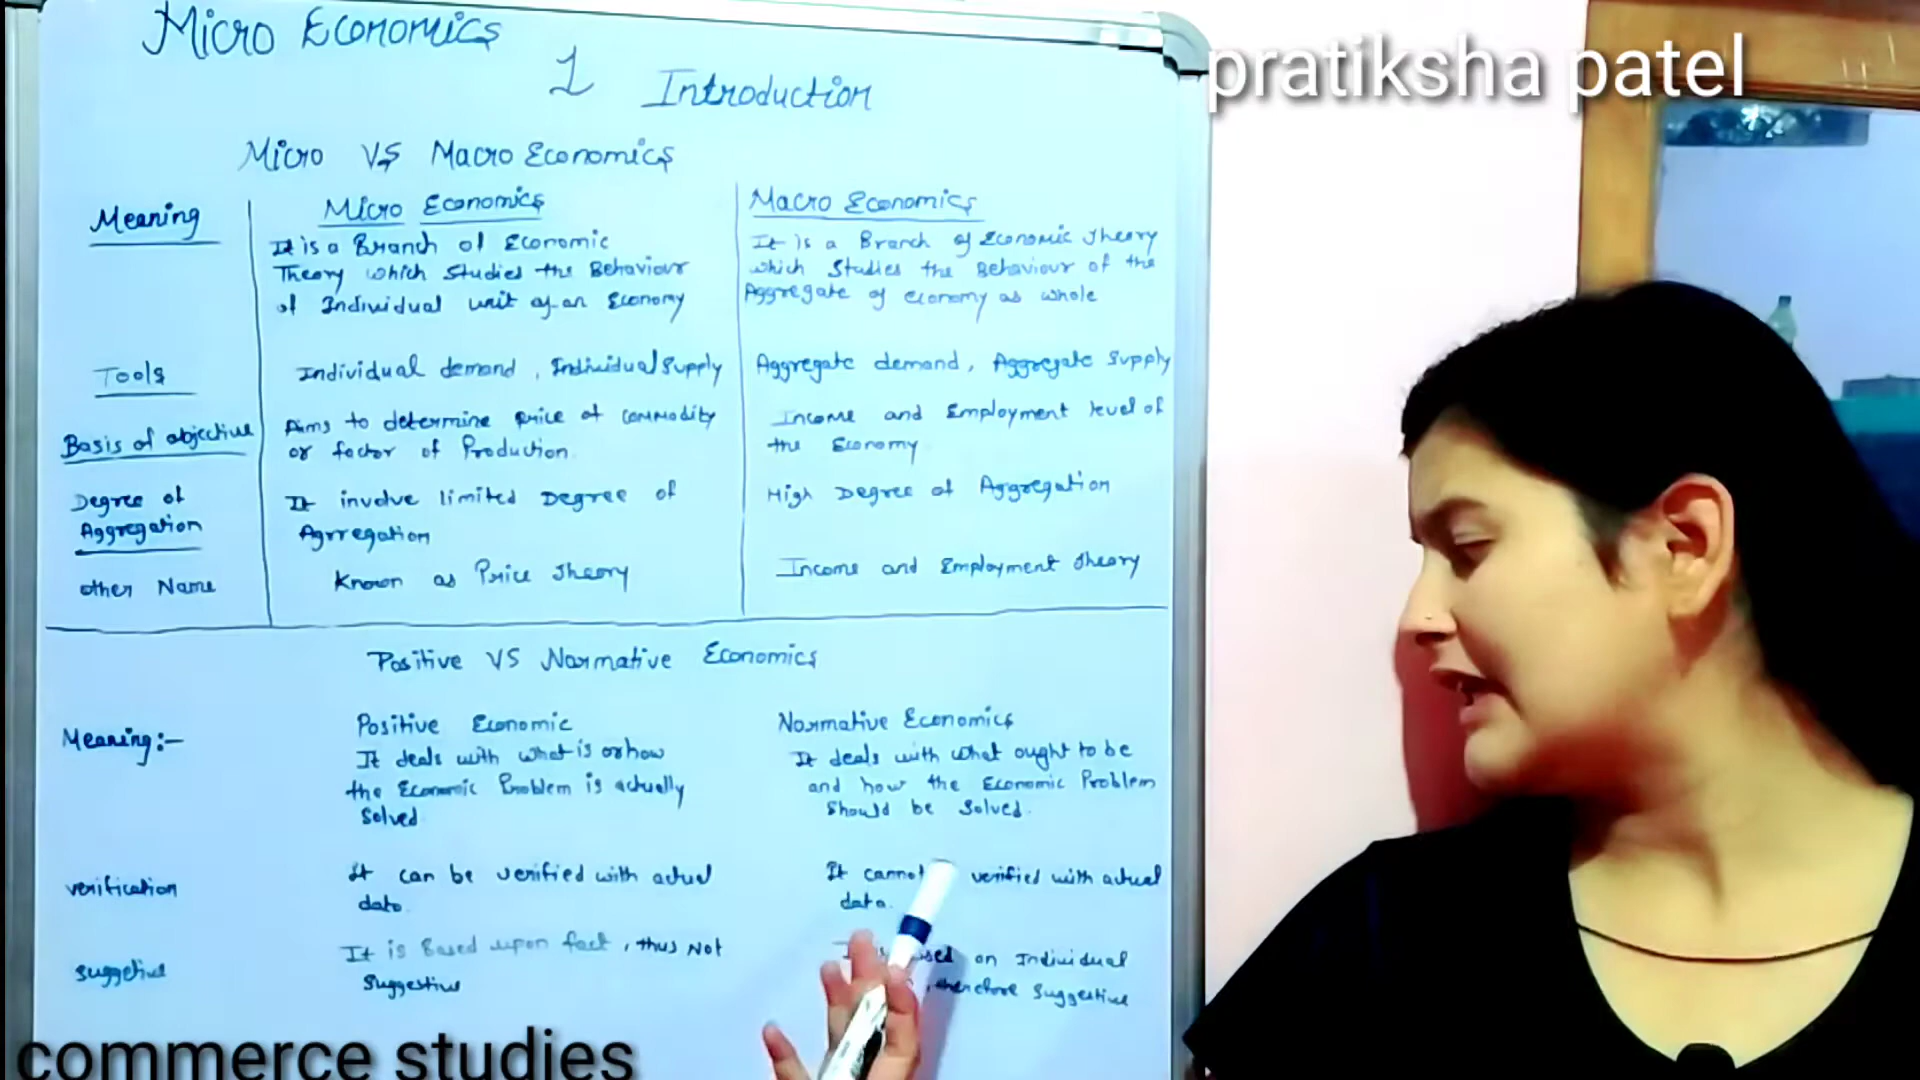 Micro Economics
1 Introduction
pratiksha patel
Micro VS Macro Economics
Meaning
Micro Economics
It is a Branch of Economic
Theory which Studies the Behaviour
of Individual unit of an Economy
Macro Economics
It is a Branch of Economic Theory
which Studies the Behaviour of the
Aggregate of economy as whole
Tools
Individual demand, Individual Supply
Aggregate demand, Aggregate Supply
Basis of objective
Aims to determine price of commodity
or factor of Production
Income and Employment level of
the Economy
Degree of
Aggregation
It involve limited Degree of
Agrregation
High Degree of Aggregation
other Name
Known as Price Theory
Income and Employment Theory
Positive VS Normative Economics
Meaning:-
Positive Economic
It deals with what is or how
the Economic Problem is actually
Solved
Normative Economics
It deals with what ought to be
and how the Economic Problem
Should be Solved.
verification
It can be verified with actual
data.
It cannot verified with actual
data.
It is Based upon fact, thus Not
Suggestive
on Individual
, therefore Suggestive
commerce studies